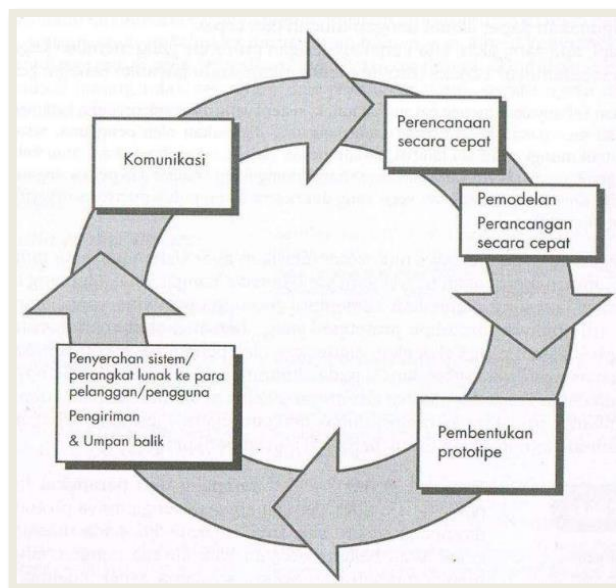 Komunikasi
Perencanaan
secara cepat
Pemodelan
Perancangan
secara cepat
Pembentukan
prototipe
Penyerahan sistem/
perangkat lunak ke para
pelanggan/pengguna
Pengiriman
& Umpan balik